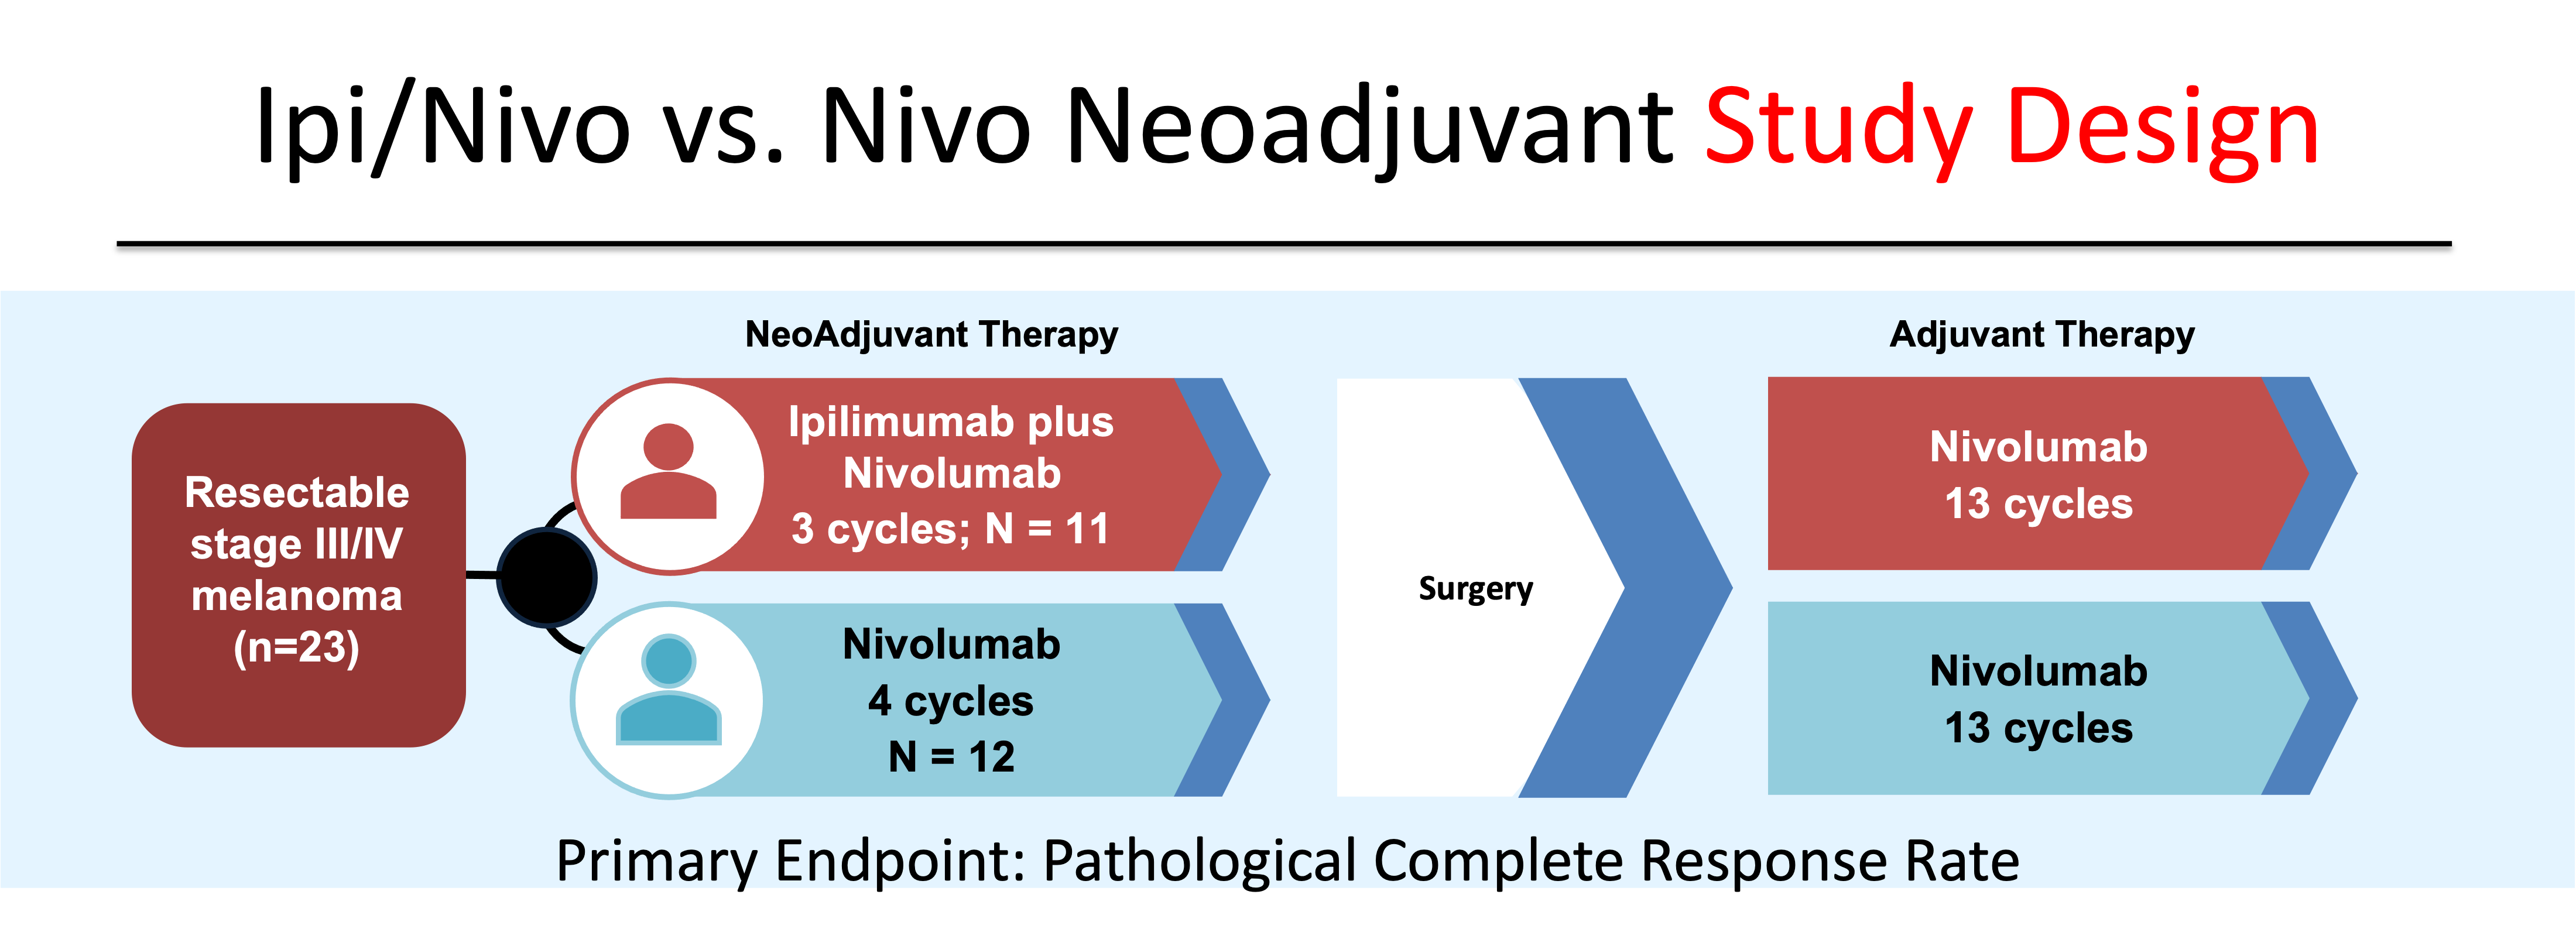 Ipi/Nivo vs. Nivo Neoadjuvant Study Design
NeoAdjuvant Therapy
Adjuvant Therapy
Resectable
stage III/IV
melanoma
(n=23)
Ipilimumab plus
Nivolumab
3 cycles; N = 11
Nivolumab
4 cycles
N = 12
Surgery
Nivolumab
13 cycles
Nivolumab
13 cycles
Primary Endpoint: Pathological Complete Response Rate